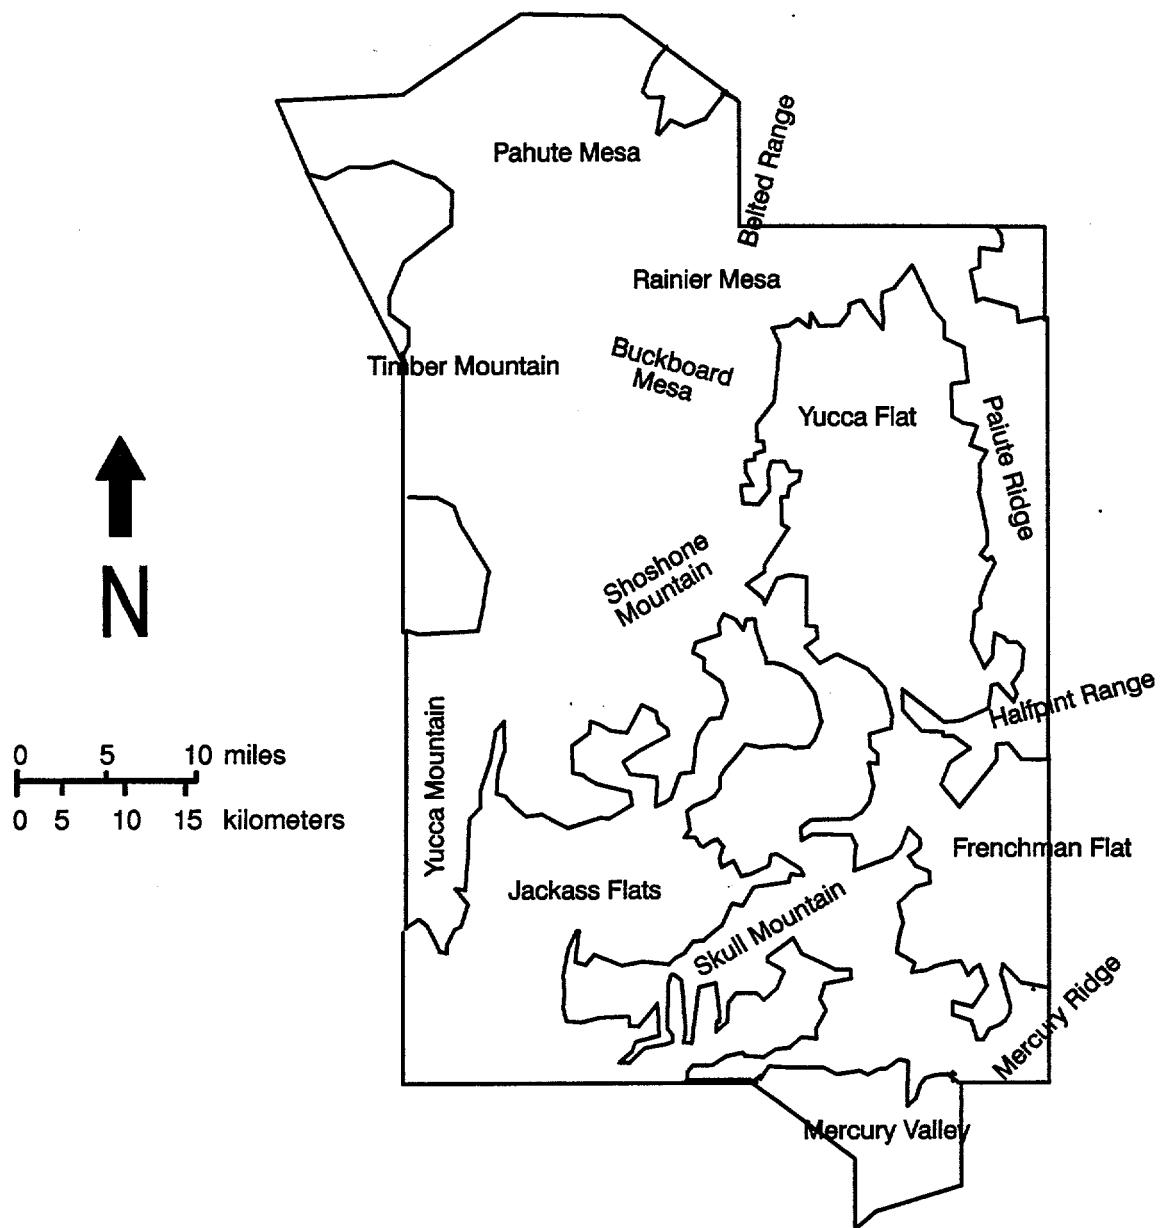 Pahute Mesa
Belted Range
Rainier Mesa
Timber Mountain
Buckboard
Mesa
Yucca Flat
Paiute Ridge
N
Shoshone
Mountain
Halfpint Range
0 5 10 miles
0 5 10 15 kilometers
Yucca Mountain
Frenchman Flat
Jackass Flats
Skull Mountain
Mercury Ridge
Mercury Valley